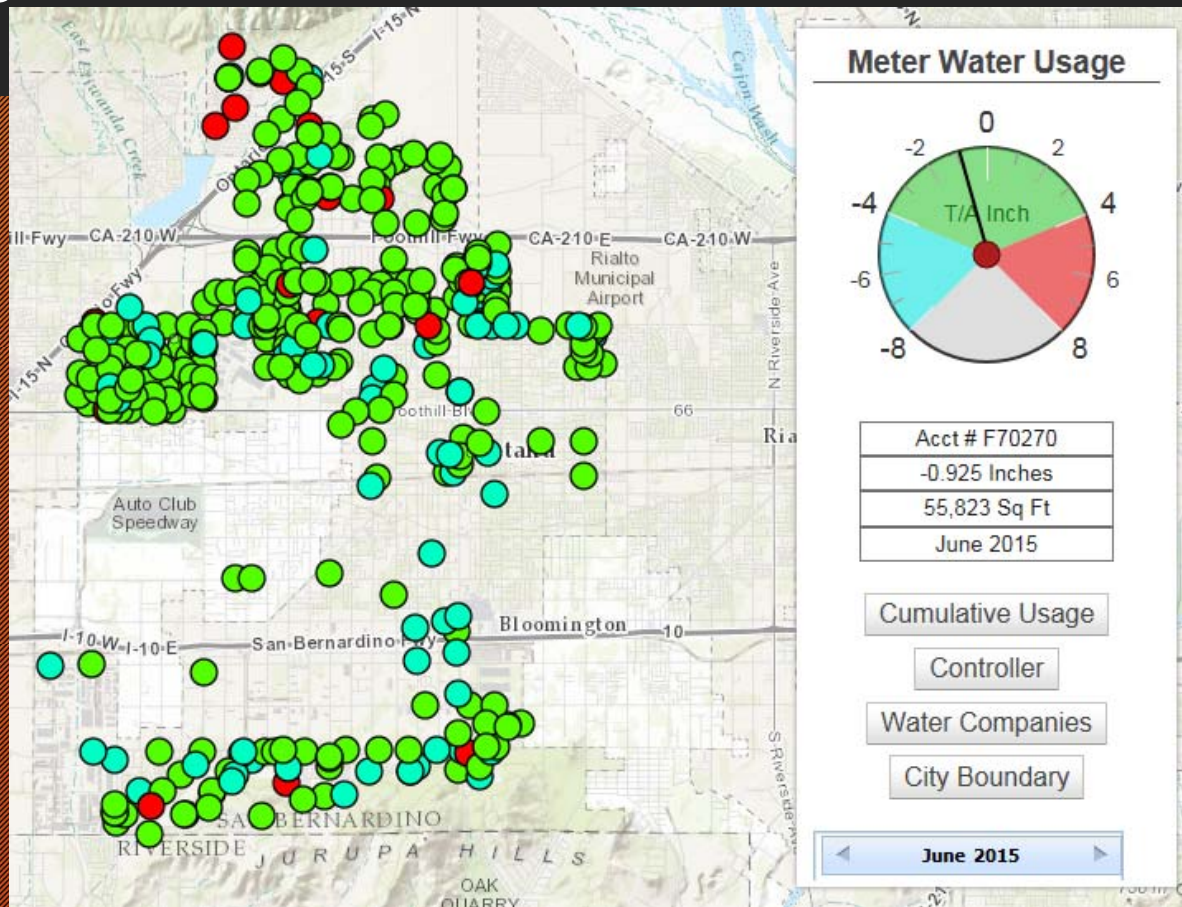 I-15-S
N
East Etiwanda
Creek
Cajon Wash
Ontario
15-S
CA-210 W
Foothill Fwy
CA-210 E
CA-210 W
Rialto
Municipal
Airport
N Riverside Ave
I-15-N
66
Auto Club
Speedway
I-10-W
I-10-E
San Bernardino Fwy
Bloomington
10
S Riverside
SAN BERNARDINO
RIVERSIDE
JURUPA HILLS
OAK
QUARRY
Meter Water Usage
0
-2
2
-4
4
T/A Inch
-6
6
-8
8
Acct # F70270
-0.925 Inches
55,823 Sq Ft
June 2015
Cumulative Usage
Controller
Water Companies
City Boundary
June 2015